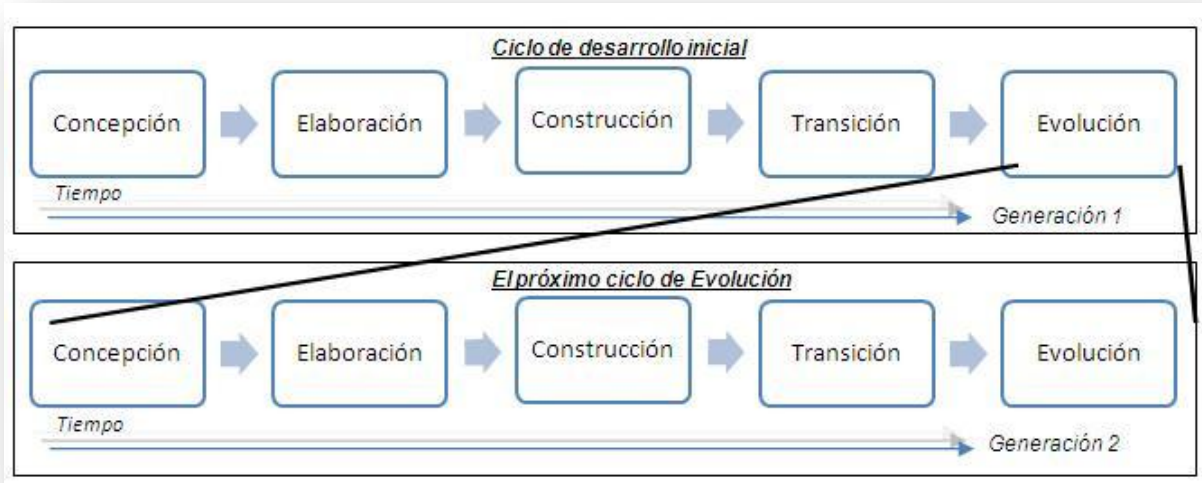 Ciclo de desarrollo inicial
Concepción
Elaboración
Construcción
Transición
Evolución
Tiempo
Generación 1
El próximo ciclo de Evolución
Concepción
Elaboración
Construcción
Transición
Evolución
Tiempo
Generación 2